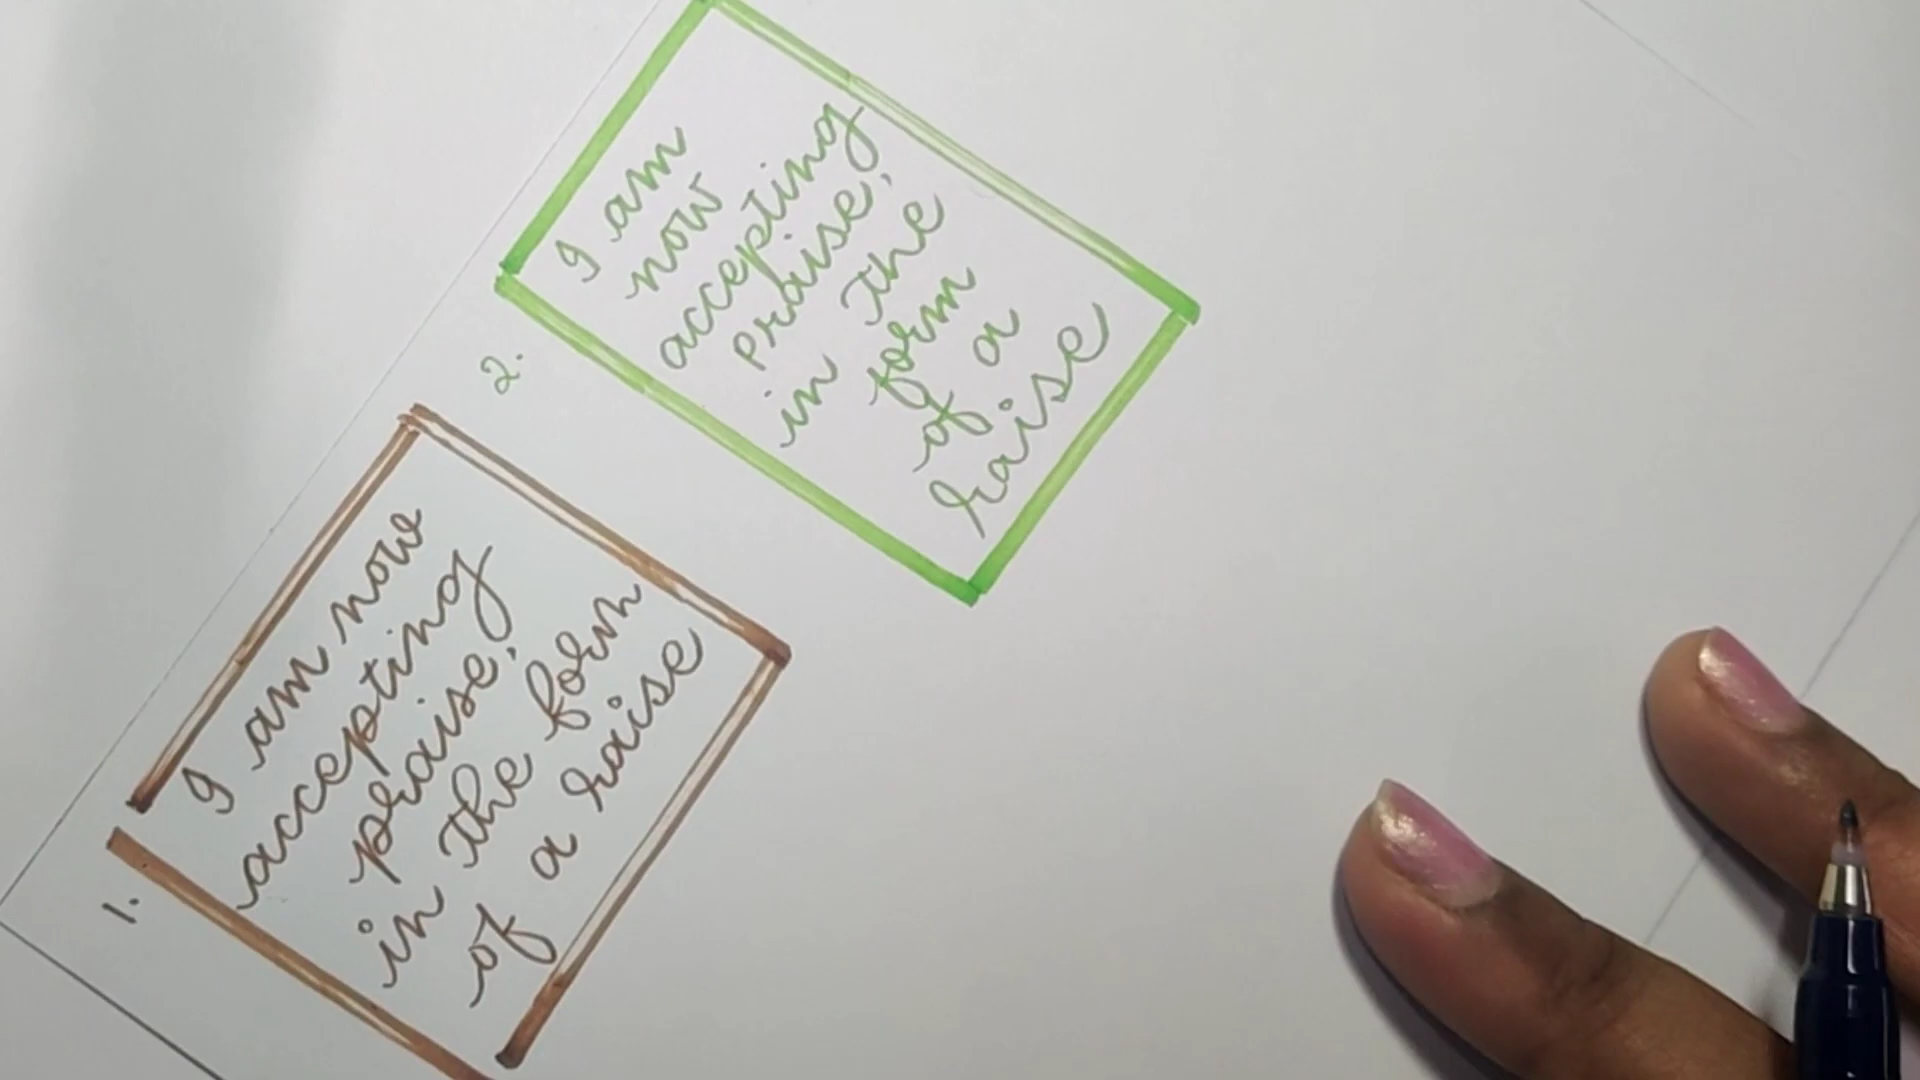 1.
I am now
accepting
praise,
in the form
of a raise
2.
I am
now
accepting
praise,
in the
form
of a
raise